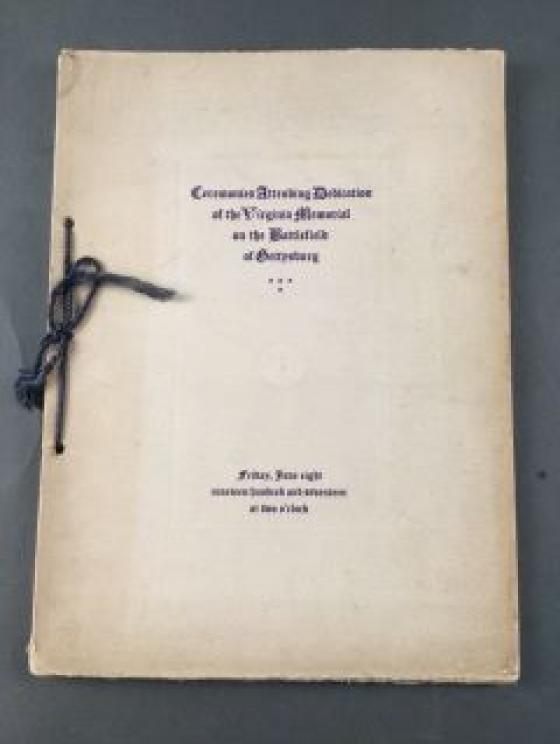 Ceremonies Attending Dedication
of the Virginia Memorial
on the Battlefield
of Gettysburg
Friday, June eight
nineteen hundred and seventeen
at two o'clock